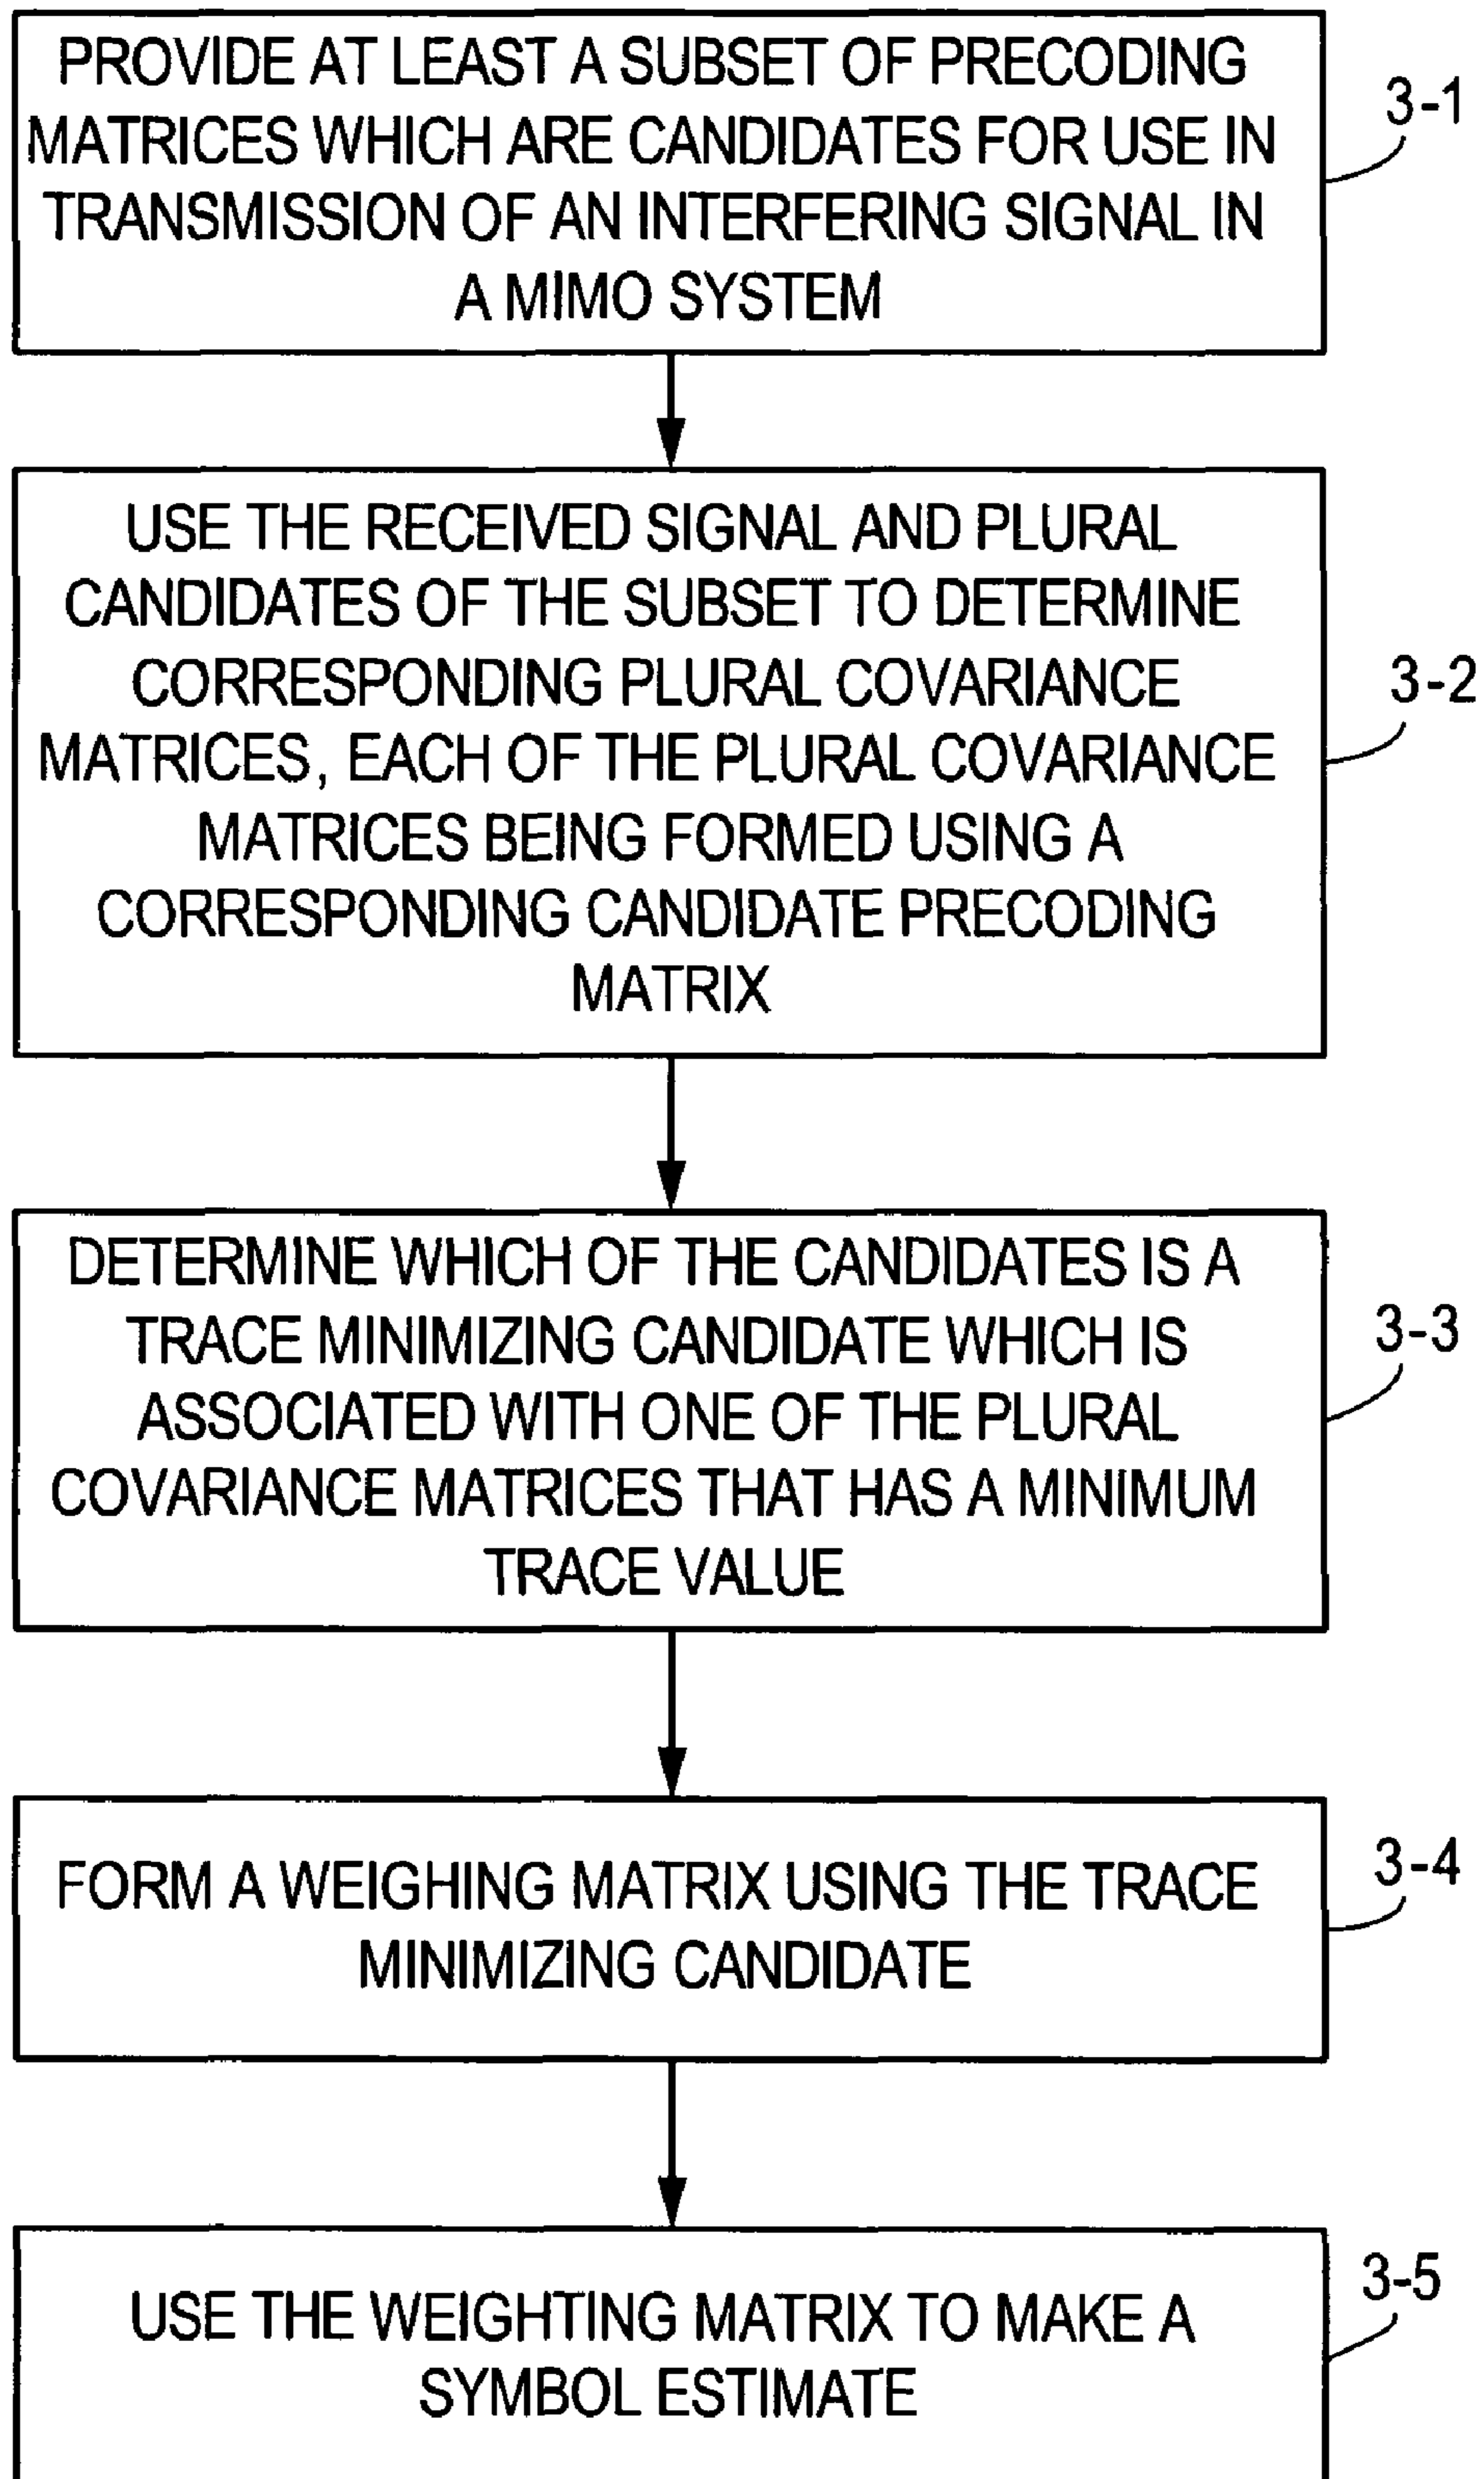 PROVIDE AT LEAST A SUBSET OF PRECODING
MATRICES WHICH ARE CANDIDATES FOR USE IN
TRANSMISSION OF AN INTERFERING SIGNAL IN
A MIMO SYSTEM
3-1
USE THE RECEIVED SIGNAL AND PLURAL
CANDIDATES OF THE SUBSET TO DETERMINE
CORRESPONDING PLURAL COVARIANCE
MATRICES, EACH OF THE PLURAL COVARIANCE
MATRICES BEING FORMED USING A
CORRESPONDING CANDIDATE PRECODING
MATRIX
3-2
DETERMINE WHICH OF THE CANDIDATES IS A
TRACE MINIMIZING CANDIDATE WHICH IS
ASSOCIATED WITH ONE OF THE PLURAL
COVARIANCE MATRICES THAT HAS A MINIMUM
TRACE VALUE
3-3
FORM A WEIGHING MATRIX USING THE TRACE
MINIMIZING CANDIDATE
3-4
USE THE WEIGHTING MATRIX TO MAKE A
SYMBOL ESTIMATE
3-5